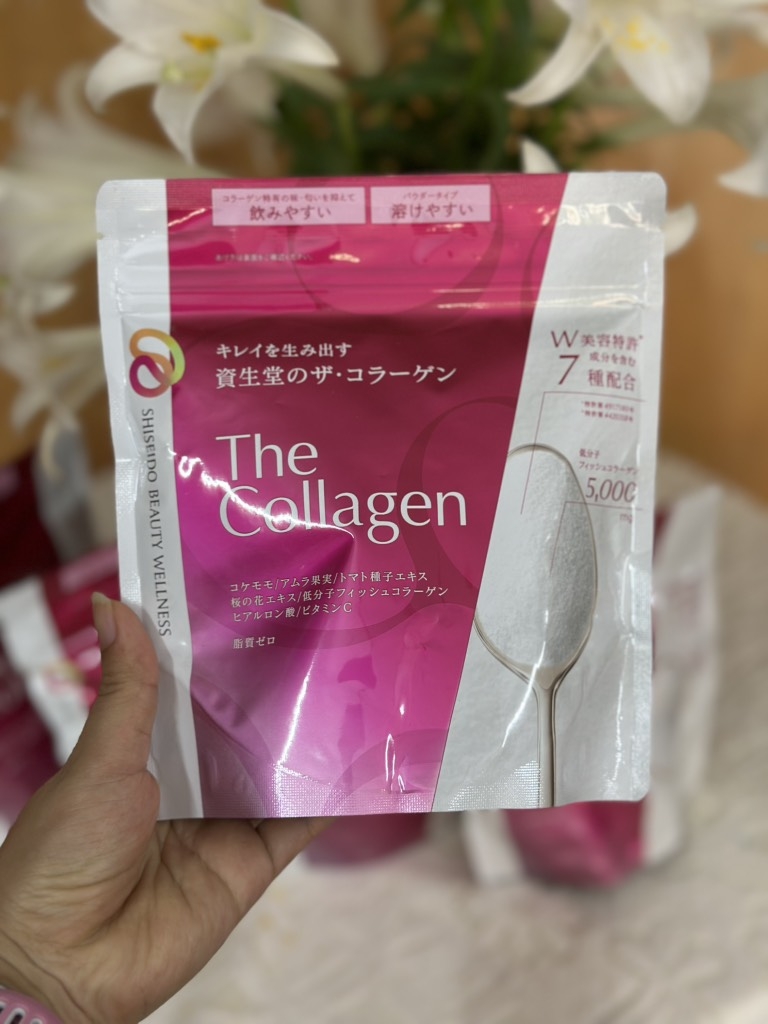 コラーゲン特有の味・匂いを抑えて
飲みやすい
パウダータイプ
溶けやすい
キレイを生み出す
資生堂のザ・コラーゲン
The
Collagen
コケモモ/アムラ果実/トマト種子エキス
桜の花エキス/低分子フィッシュコラーゲン
ヒアルロン酸/ビタミンC
脂質ゼロ
SHISEIDO BEAUTY WELLNESS
W美容特許*
成分を含む
7種配合
低分子
フィッシュコラーゲン
5,000
mg